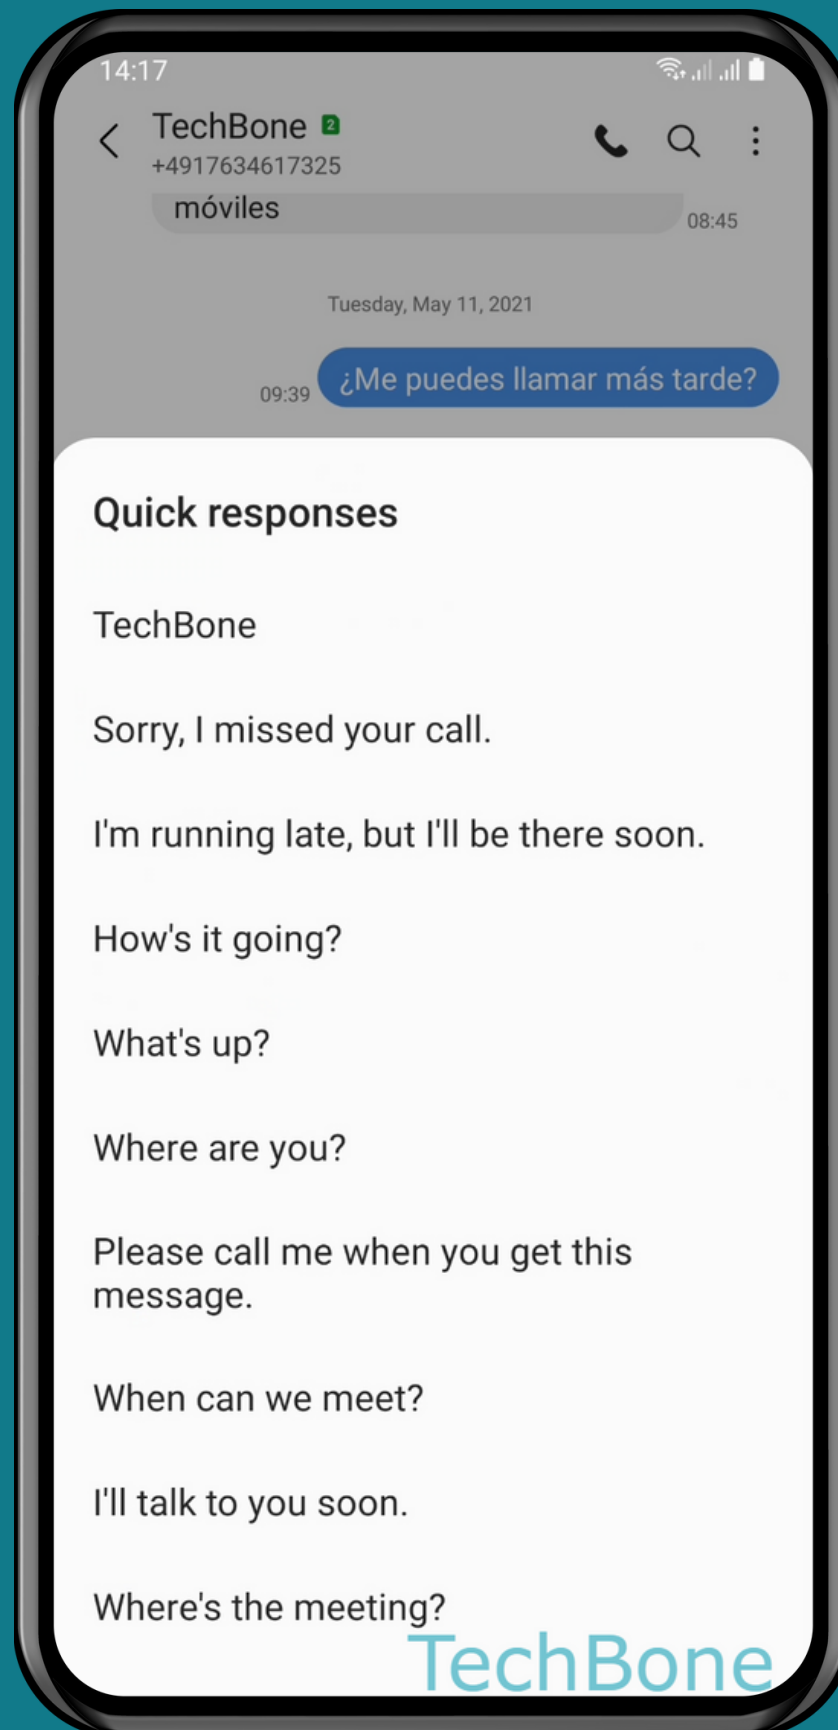 14:17
TechBone 2
+4917634617325
móviles
08:45
Tuesday, May 11, 2021
09:39
¿Me puedes llamar más tarde?
Quick responses
TechBone
Sorry, I missed your call.
I'm running late, but I'll be there soon.
How's it going?
What's up?
Where are you?
Please call me when you get this
message.
When can we meet?
I'll talk to you soon.
Where's the meeting?
TechBone